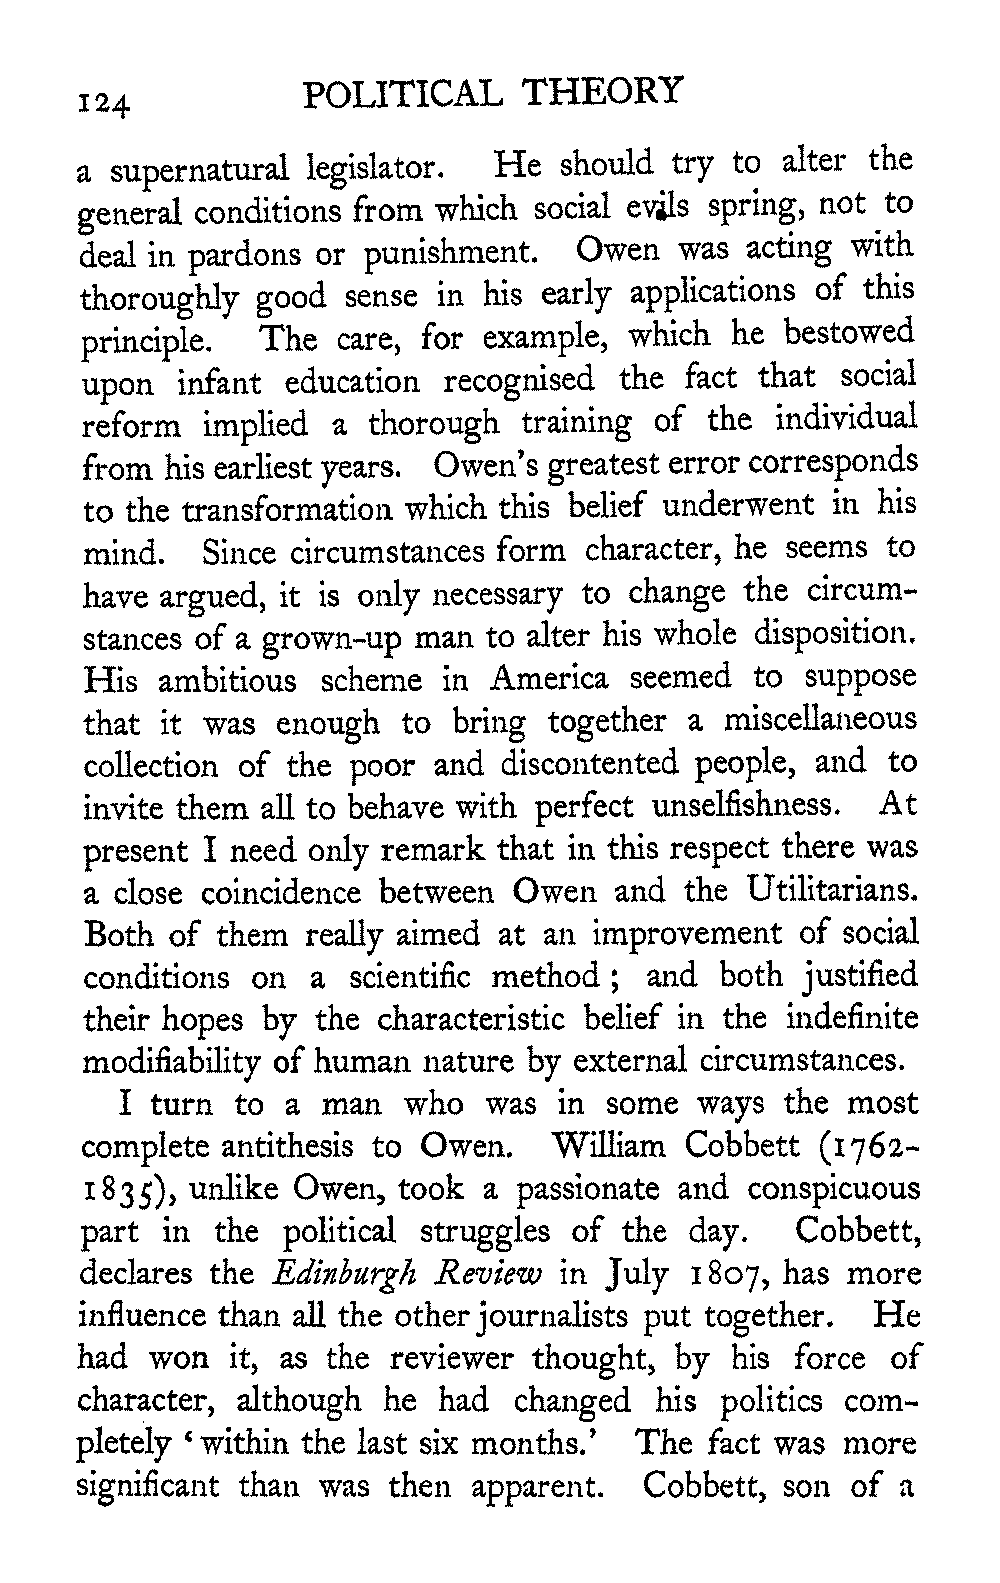 124 POLITICAL THEORY
a supernatural legislator. He should try to alter the
general conditions from which social evils spring, not to
deal in pardons or punishment. Owen was acting with
thoroughly good sense in his early applications of this
principle. The care, for example, which he bestowed
upon infant education recognised the fact that social
reform implied a thorough training of the individual
from his earliest years. Owen's greatest error corresponds
to the transformation which this belief underwent in his
mind. Since circumstances form character, he seems to
have argued, it is only necessary to change the circum-
stances of a grown-up man to alter his whole disposition.
His ambitious scheme in America seemed to suppose
that it was enough to bring together a miscellaneous
collection of the poor and discontented people, and to
invite them all to behave with perfect unselfishness. At
present I need only remark that in this respect there was
a close coincidence between Owen and the Utilitarians.
Both of them really aimed at an improvement of social
conditions on a scientific method ; and both justified
their hopes by the characteristic belief in the indefinite
modifiability of human nature by external circumstances.
I turn to a man who was in some ways the most
complete antithesis to Owen. William Cobbett (1762-
1835), unlike Owen, took a passionate and conspicuous
part in the political struggles of the day. Cobbett,
declares the Edinburgh Review in July 1807, has more
influence than all the other journalists put together. He
had won it, as the reviewer thought, by his force of
character, although he had changed his politics com-
pletely ‘ within the last six months.’ The fact was more
significant than was then apparent. Cobbett, son of a